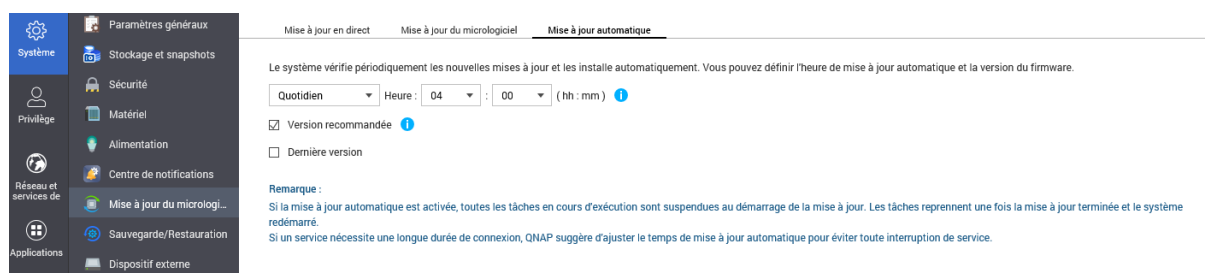 Système
Privilège
Réseau et
services de
Applications
Paramètres généraux
Stockage et snapshots
Sécurité
Matériel
Alimentation
Centre de notifications
Mise à jour du micrologi...
Sauvegarde/Restauration
Dispositif externe
Mise à jour en direct Mise à jour du micrologiciel Mise à jour automatique
Le système vérifie périodiquement les nouvelles mises à jour et les installe automatiquement. Vous pouvez définir l'heure de mise à jour automatique et la version du firmware.
Quotidien Heure : 04 : 00 ( hh : mm ) i
Version recommandée i
Dernière version
Remarque :
Si la mise à jour automatique est activée, toutes les tâches en cours d'exécution sont suspendues au démarrage de la mise à jour. Les tâches reprennent une fois la mise à jour terminée et le système
redémarré.
Si un service nécessite une longue durée de connexion, QNAP suggère d'ajuster le temps de mise à jour automatique pour éviter toute interruption de service.